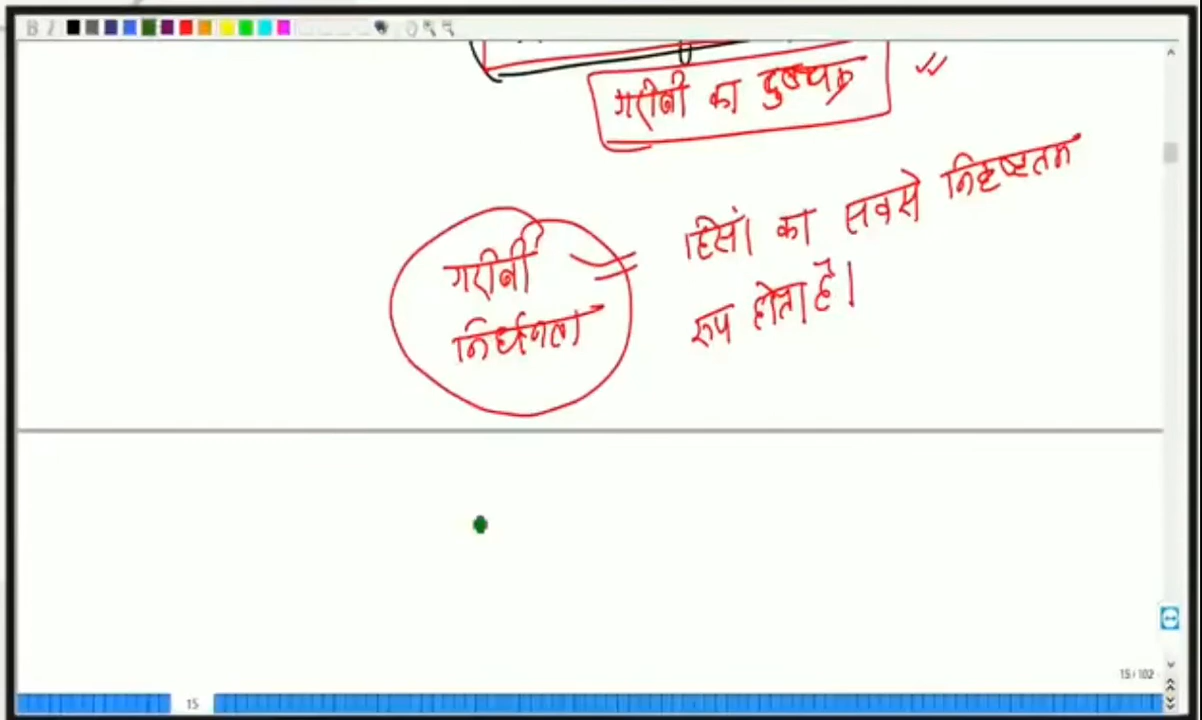 गरीबी का दुष्चक्र
गरीबी
निर्धनता
हिसां का सबसे निकृष्टतम
रूप होता है।
15 / 102
15